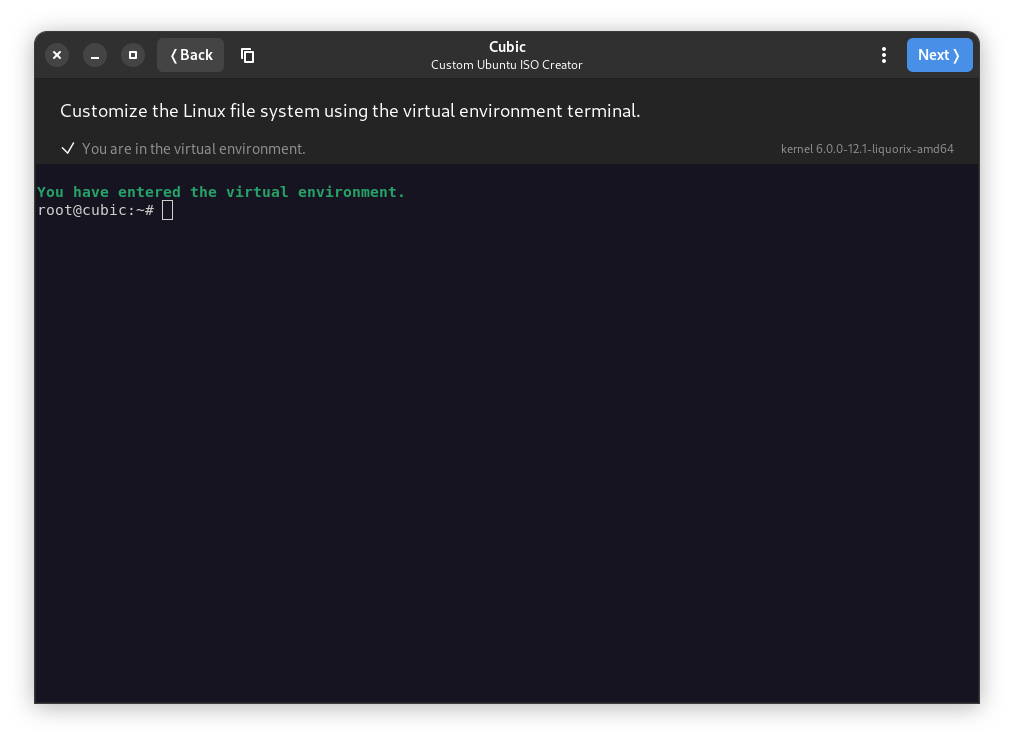 ❬Back
Cubic
Custom Ubuntu ISO Creator
Next❭
Customize the Linux file system using the virtual environment terminal.
You are in the virtual environment.
kernel 6.0.0-12.1-liquorix-amd64
You have entered the virtual environment.
root@cubic:~#